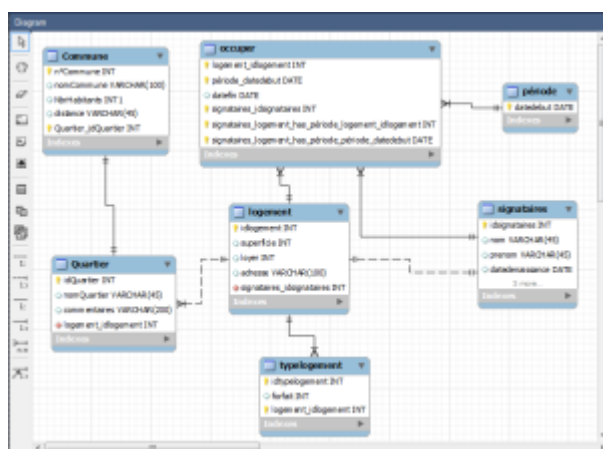 Diagram
Commune
n°Commune INT
nomCommune VARCHAR(100)
NbrHabitants INT
distance VARCHAR(45)
Quartier_idQuartier INT
Indexes
occuper
logement_idlogement INT
période_datedebut DATE
datefin DATE
signataires_idsignataires INT
signataires_logement_has_période_logement_idlogement INT
signataires_logement_has_période_période_datedebut DATE
Indexes
période
datedebut DATE
Indexes
logement
idlogement INT
superficie INT
loyer INT
adresse VARCHAR(100)
signataires_idsignataires INT
Indexes
signataires
idsignataires INT
nom VARCHAR(45)
prenom VARCHAR(45)
datedenaissance DATE
3 more...
Indexes
Quartier
idQuartier INT
nomQuartier VARCHAR(45)
commentaires VARCHAR(200)
logement_idlogement INT
Indexes
typelogement
idtypelogement INT
forfait INT
logement_idlogement INT
Indexes